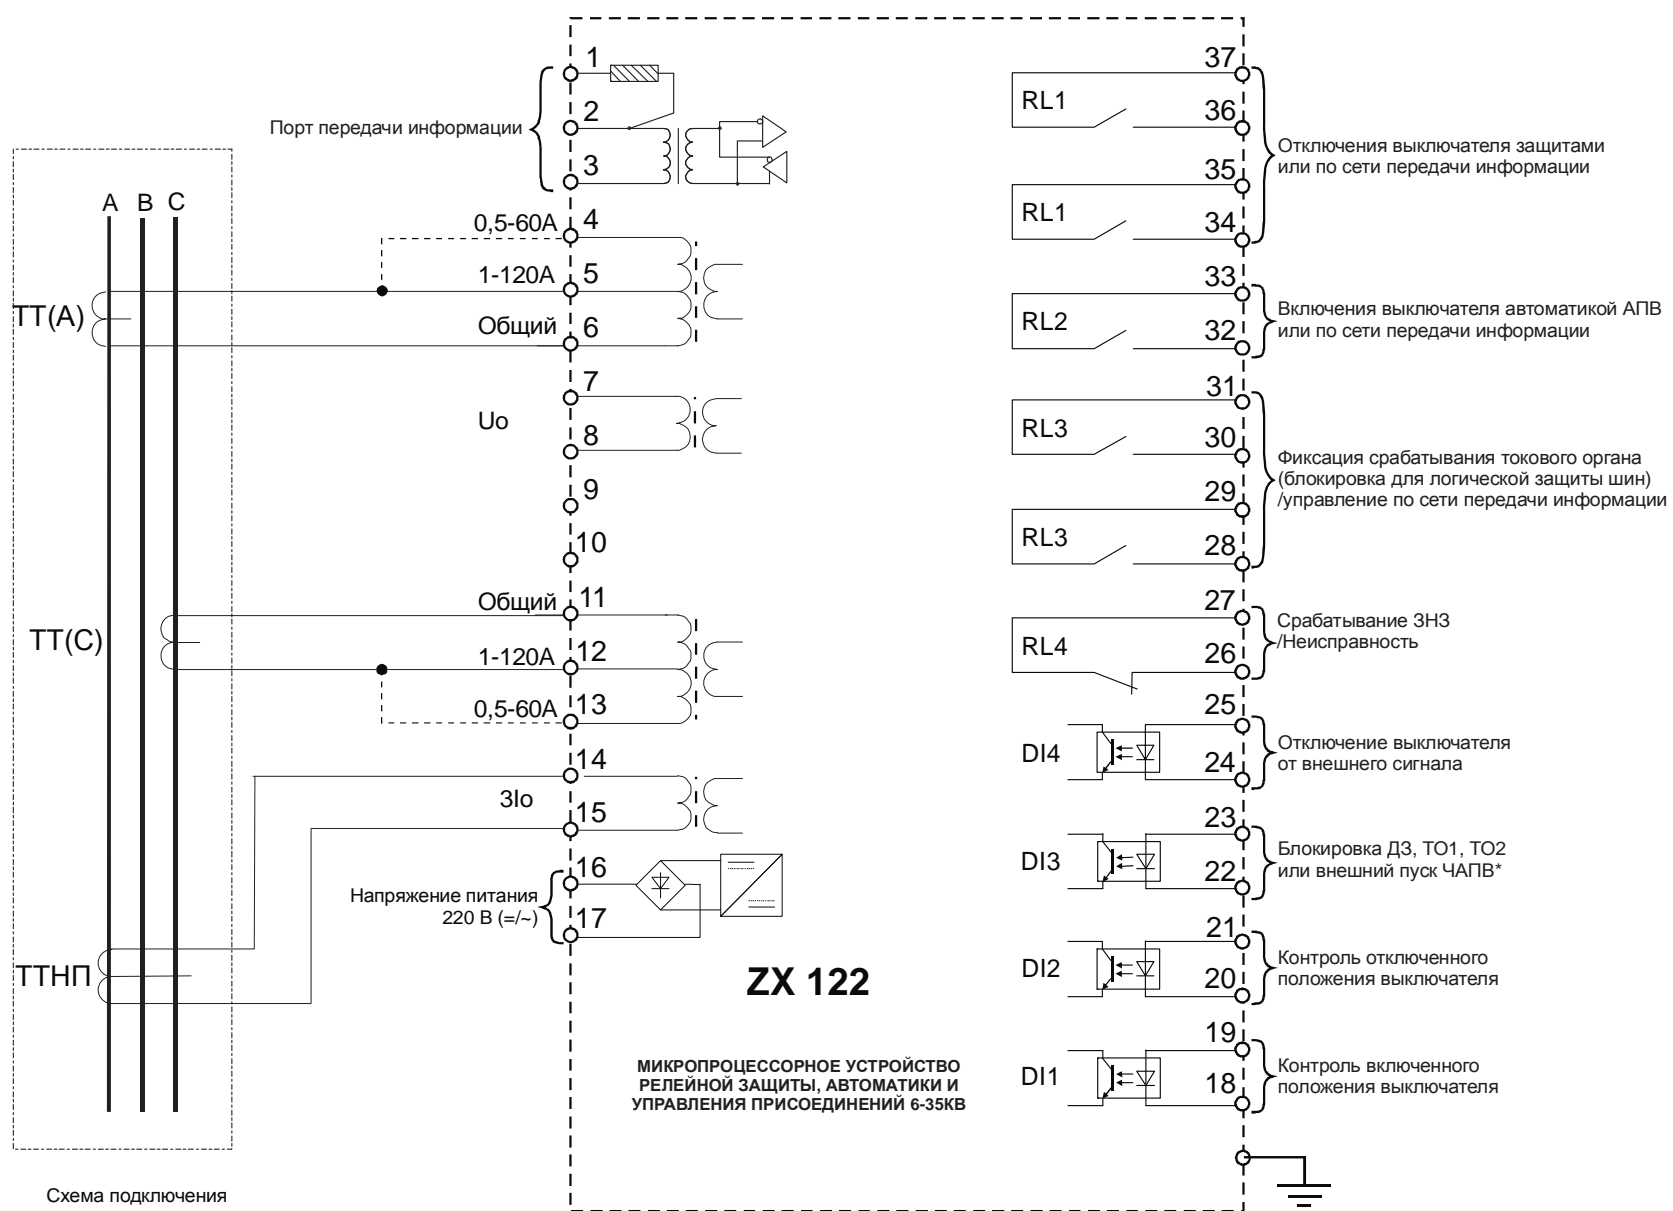 1
2
3
Порт передачи информации
A B C
0,5-60A 4
1-120A 5
Общий 6
ТТ(А)
7
Uo
8
9
10
Общий 11
1-120A 12
0,5-60A 13
ТТ(С)
14
3Io
15
16
17
Напряжение питания
220 В (=/~)
ТТНП
ZX 122
МИКРОПРОЦЕССОРНОЕ УСТРОЙСТВО
РЕЛЕЙНОЙ ЗАЩИТЫ, АВТОМАТИКИ И
УПРАВЛЕНИЯ ПРИСОЕДИНЕНИЙ 6-35КВ
37
RL1
36
35
RL1
34
Отключения выключателя защитами
или по сети передачи информации
33
RL2
32
Включения выключателя автоматикой АПВ
или по сети передачи информации
31
RL3
30
29
RL3
28
Фиксация срабатывания токового органа
(блокировка для логической защиты шин)
/управление по сети передачи информации
27
RL4
26
Срабатывание ЗНЗ
/Неисправность
25
DI4
24
Отключение выключателя
от внешнего сигнала
23
DI3
22
Блокировка ДЗ, ТО1, ТО2
или внешний пуск ЧАПВ*
21
DI2
20
Контроль отключенного
положения выключателя
19
DI1
18
Контроль включенного
положения выключателя
Схема подключения